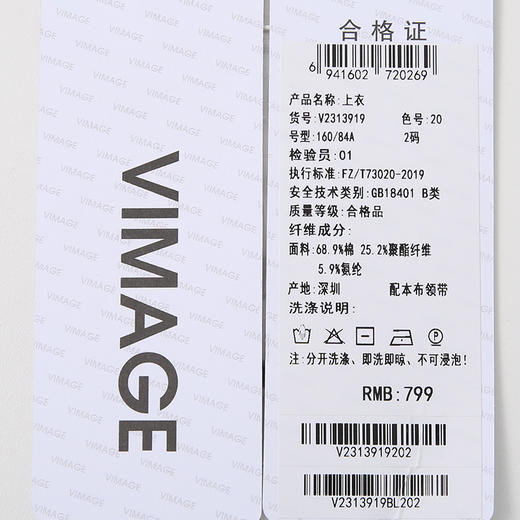 VIMAGE
合格证
6 941602 720269
产品名称:上衣
货号:V2313919 色号:20
号型:160/84A 2码
检验员:01
执行标准:FZ/T73020-2019
安全技术类别:GB18401 B类
质量等级:合格品
纤维成分:
面料:68.9%棉 25.2%聚酯纤维
5.9%氨纶
产地:深圳 配本布领带
洗涤说明:
注:分开洗涤、即洗即晾、不可浸泡!
RMB:799
V2313919202
V2313919BL202